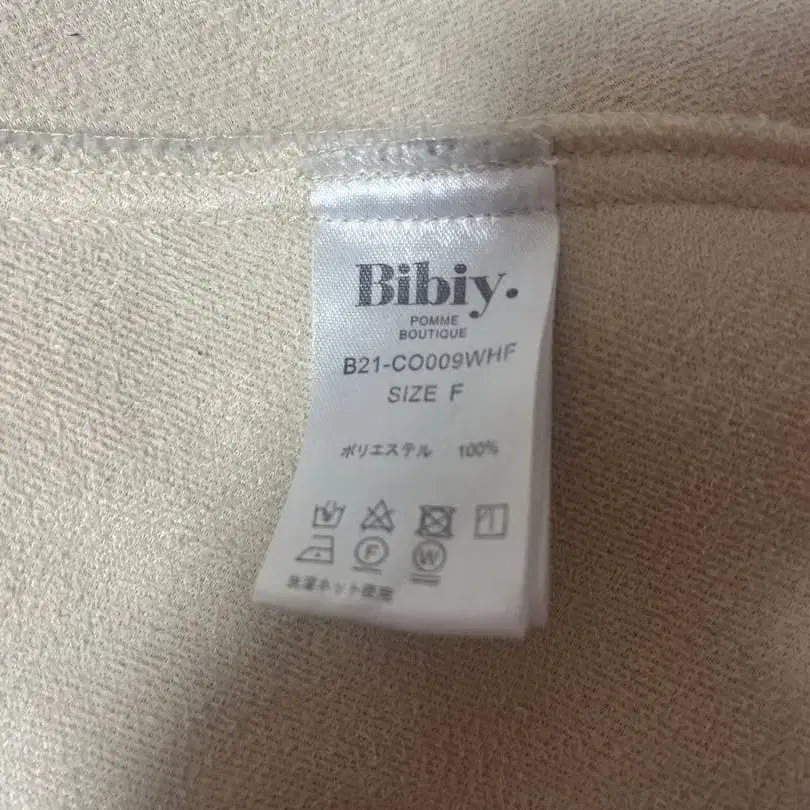 Bibiy.
POMME
BOUTIQUE
B21-CO009WHF
SIZE F
ポリエステル 100%
F W
洗濯ネット使用